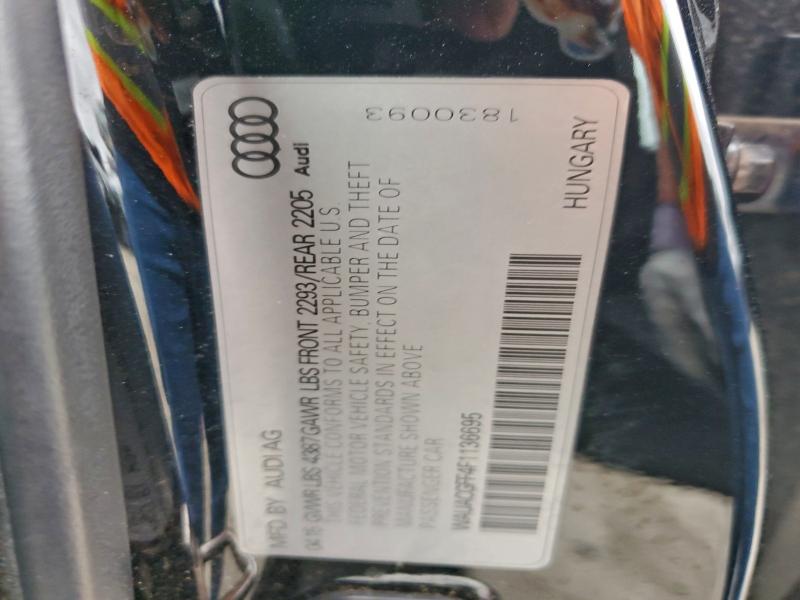 MFD BY AUDI AG
04/15 GVWR LBS 4367 GAWR LBS FRONT 2293/REAR 2205
Audi
THIS VEHICLE CONFORMS TO ALL APPLICABLE U.S.
FEDERAL MOTOR VEHICLE SAFETY, BUMPER AND THEFT
PREVENTION STANDARDS IN EFFECT ON THE DATE OF
MANUFACTURE SHOWN ABOVE
PASSENGER CAR
WAUACGFF4F1136695
HUNGARY
1830093